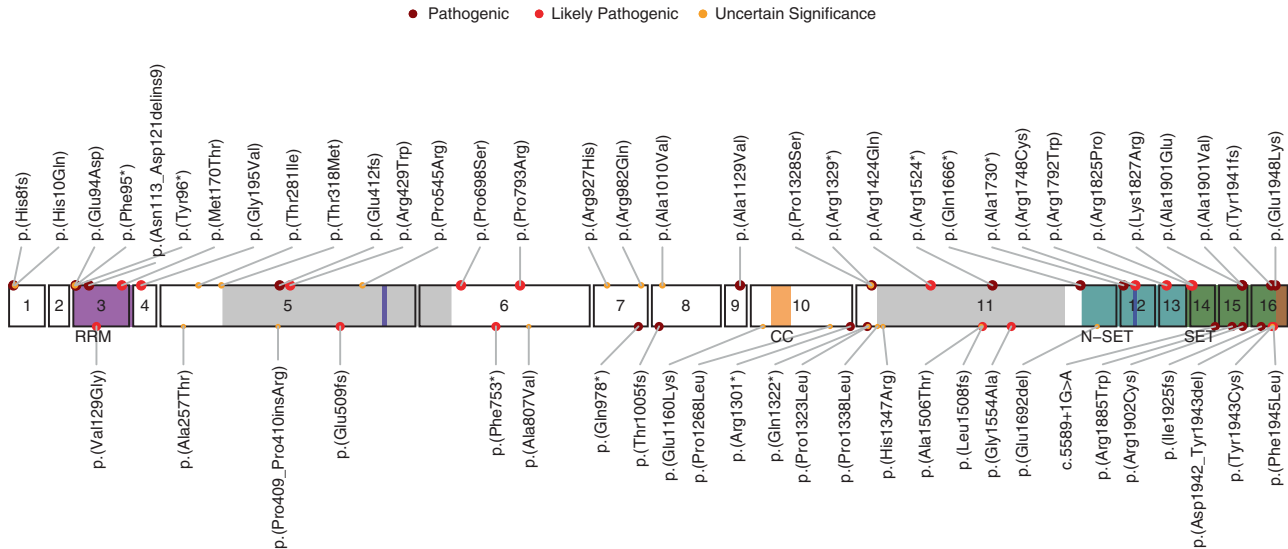 Pathogenic
Likely Pathogenic
Uncertain Significance
p.(His8fs)
p.(His10Gln)
p.(Glu94Asp)
p.(Phe95*)
p.(Asn113_Asp121delins9)
p.(Tyr96*)
p.(Met170Thr)
p.(Gly195Val)
p.(Thr281Ile)
p.(Thr318Met)
p.(Glu412fs)
p.(Arg429Trp)
p.(Pro545Arg)
p.(Pro698Ser)
p.(Pro793Arg)
p.(Arg927His)
p.(Arg982Gln)
p.(Ala1010Val)
p.(Ala1129Val)
p.(Pro1328Ser)
p.(Arg1329*)
p.(Arg1424Gln)
p.(Arg1524*)
p.(Gln1666*)
p.(Ala1730*)
p.(Arg1748Cys)
p.(Arg1792Trp)
p.(Arg1825Pro)
p.(Lys1827Arg)
p.(Ala1901Glu)
p.(Ala1901Val)
p.(Tyr1941fs)
p.(Glu1948Lys)
1
2
3
4
5
6
7
8
9
10
11
12
13
14
15
16
RRM
CC
N-SET
SET
p.(Val129Gly)
p.(Ala257Thr)
p.(Pro409_Pro410insArg)
p.(Glu509fs)
p.(Phe753*)
p.(Ala807Val)
p.(Gln978*)
p.(Thr1005fs)
p.(Glu1160Lys)
p.(Pro1268Leu)
p.(Arg1301*)
p.(Gln1322*)
p.(Pro1323Leu)
p.(Pro1338Leu)
p.(His1347Arg)
p.(Ala1506Thr)
p.(Leu1508fs)
p.(Gly1554Ala)
p.(Glu1692del)
c.5589+1G>A
p.(Arg1885Trp)
p.(Arg1902Cys)
p.(Ile1925fs)
p.(Asp1942_Tyr1943del)
p.(Tyr1943Cys)
p.(Phe1945Leu)